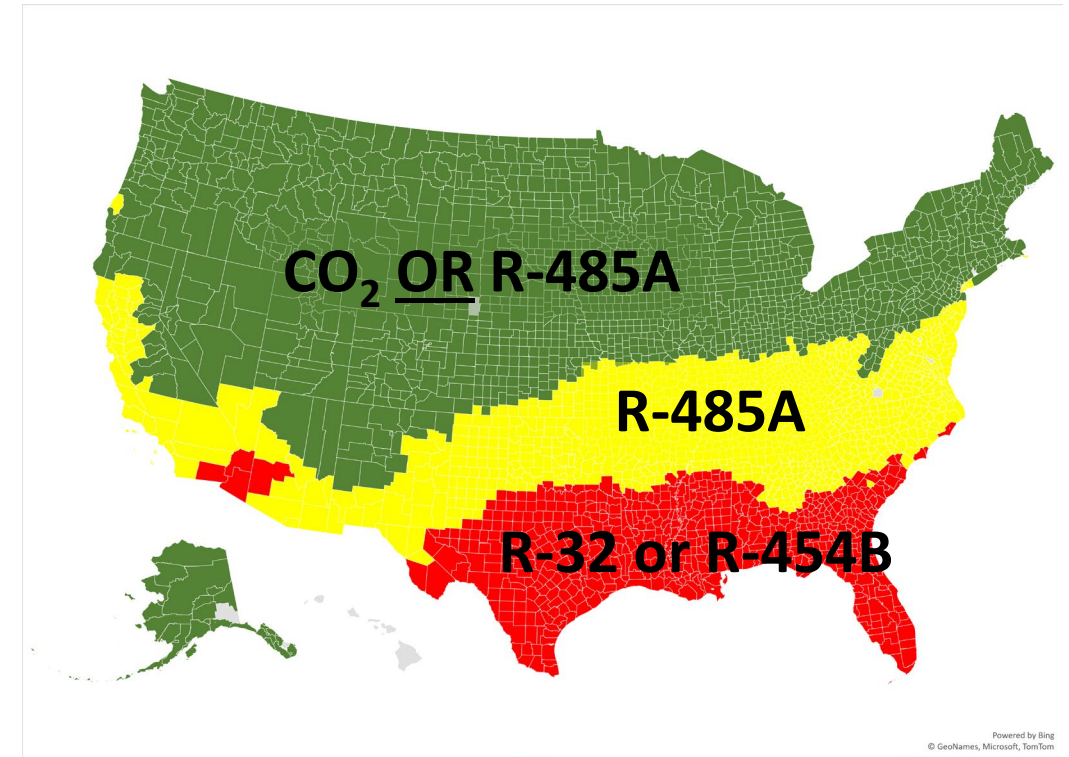 CO₂ OR R-485A
R-485A
R-32 or R-454B
Powered by Bing
© GeoNames, Microsoft, TomTom